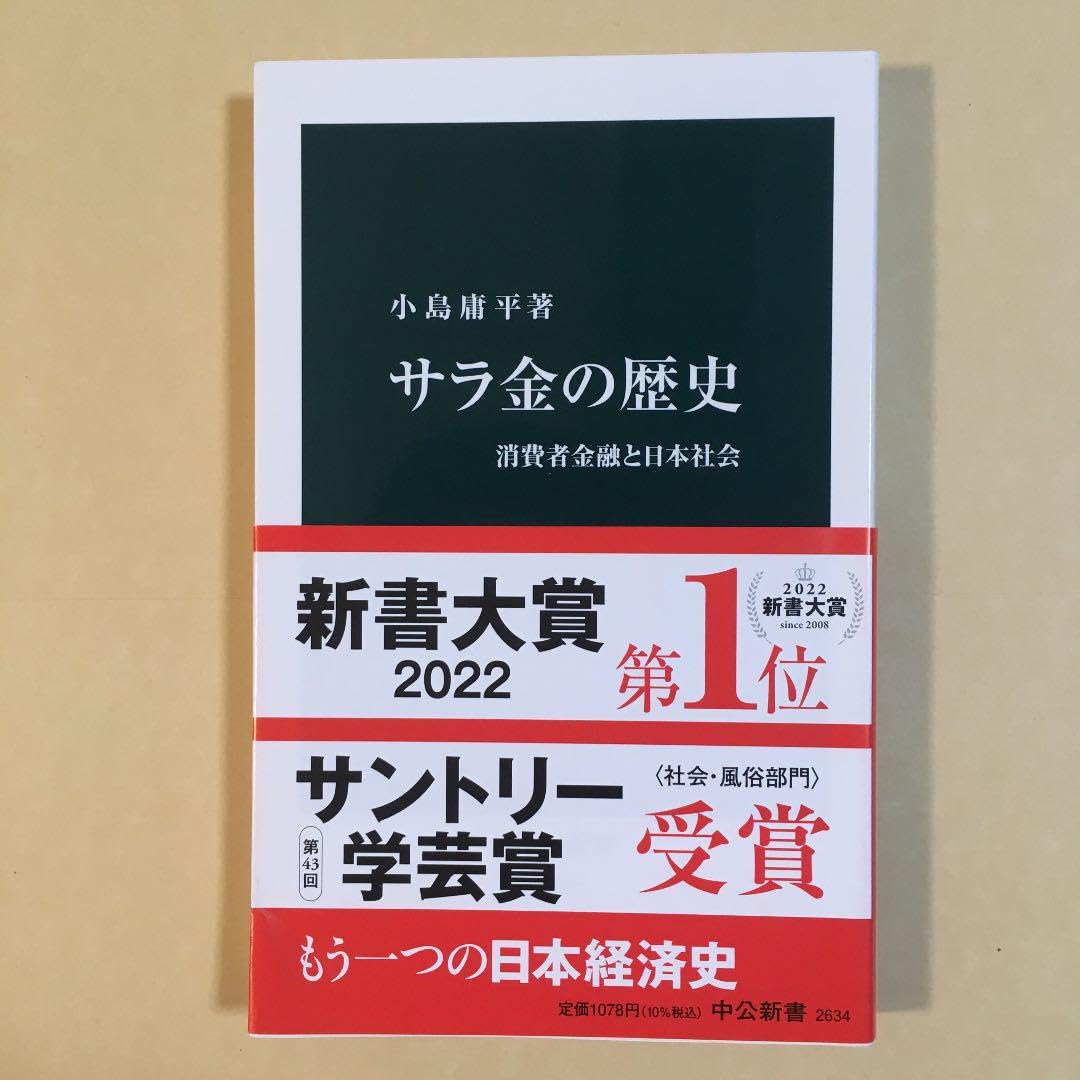 小島庸平著
サラ金の歴史
消費者金融と日本社会
新書大賞
2022
第1位
2022
新書大賞
since 2008
サントリー
学芸賞
第43回
〈社会・風俗部門〉
受賞
もう一つの日本経済史
定価1078円(10%税込) 中公新書 2634